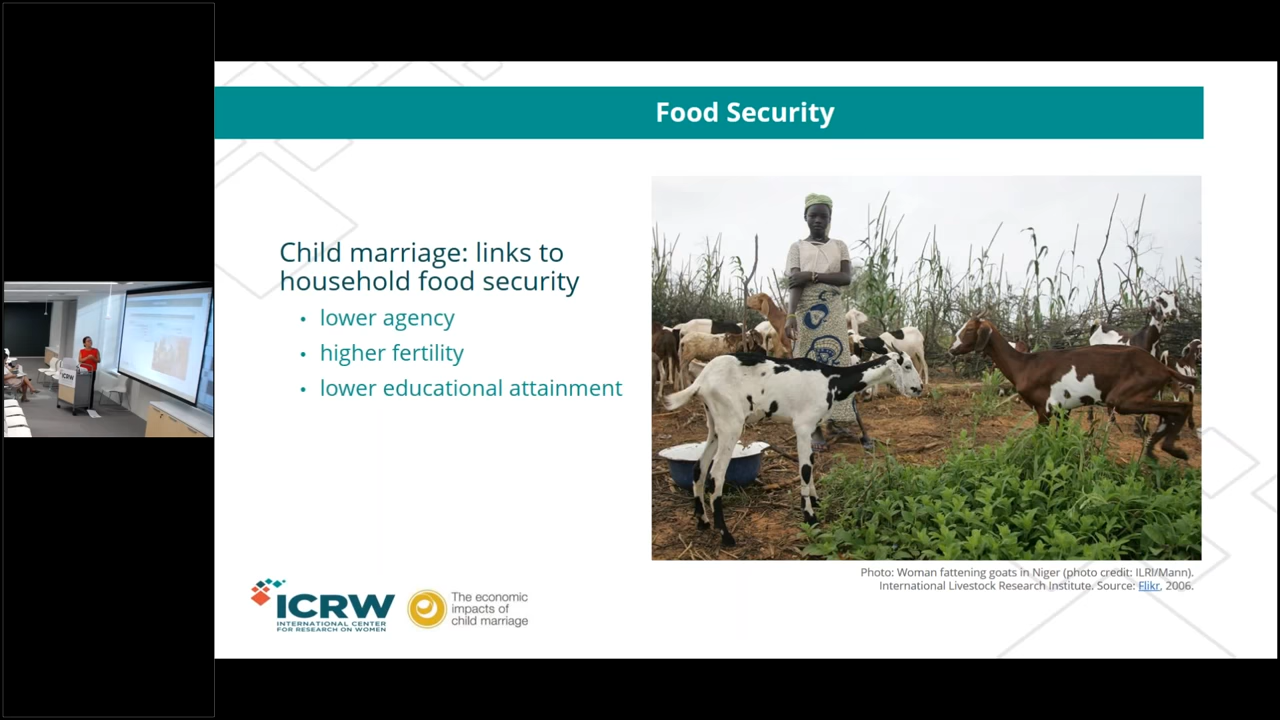 Food Security
Child marriage: links to
household food security
• lower agency
• higher fertility
• lower educational attainment
Photo: Woman fattening goats in Niger (photo credit: ILRI/Mann).
International Livestock Research Institute. Source: Flikr, 2006.
ICRW
INTERNATIONAL CENTER
FOR RESEARCH ON WOMEN
The economic
impacts of
child marriage
ICRW